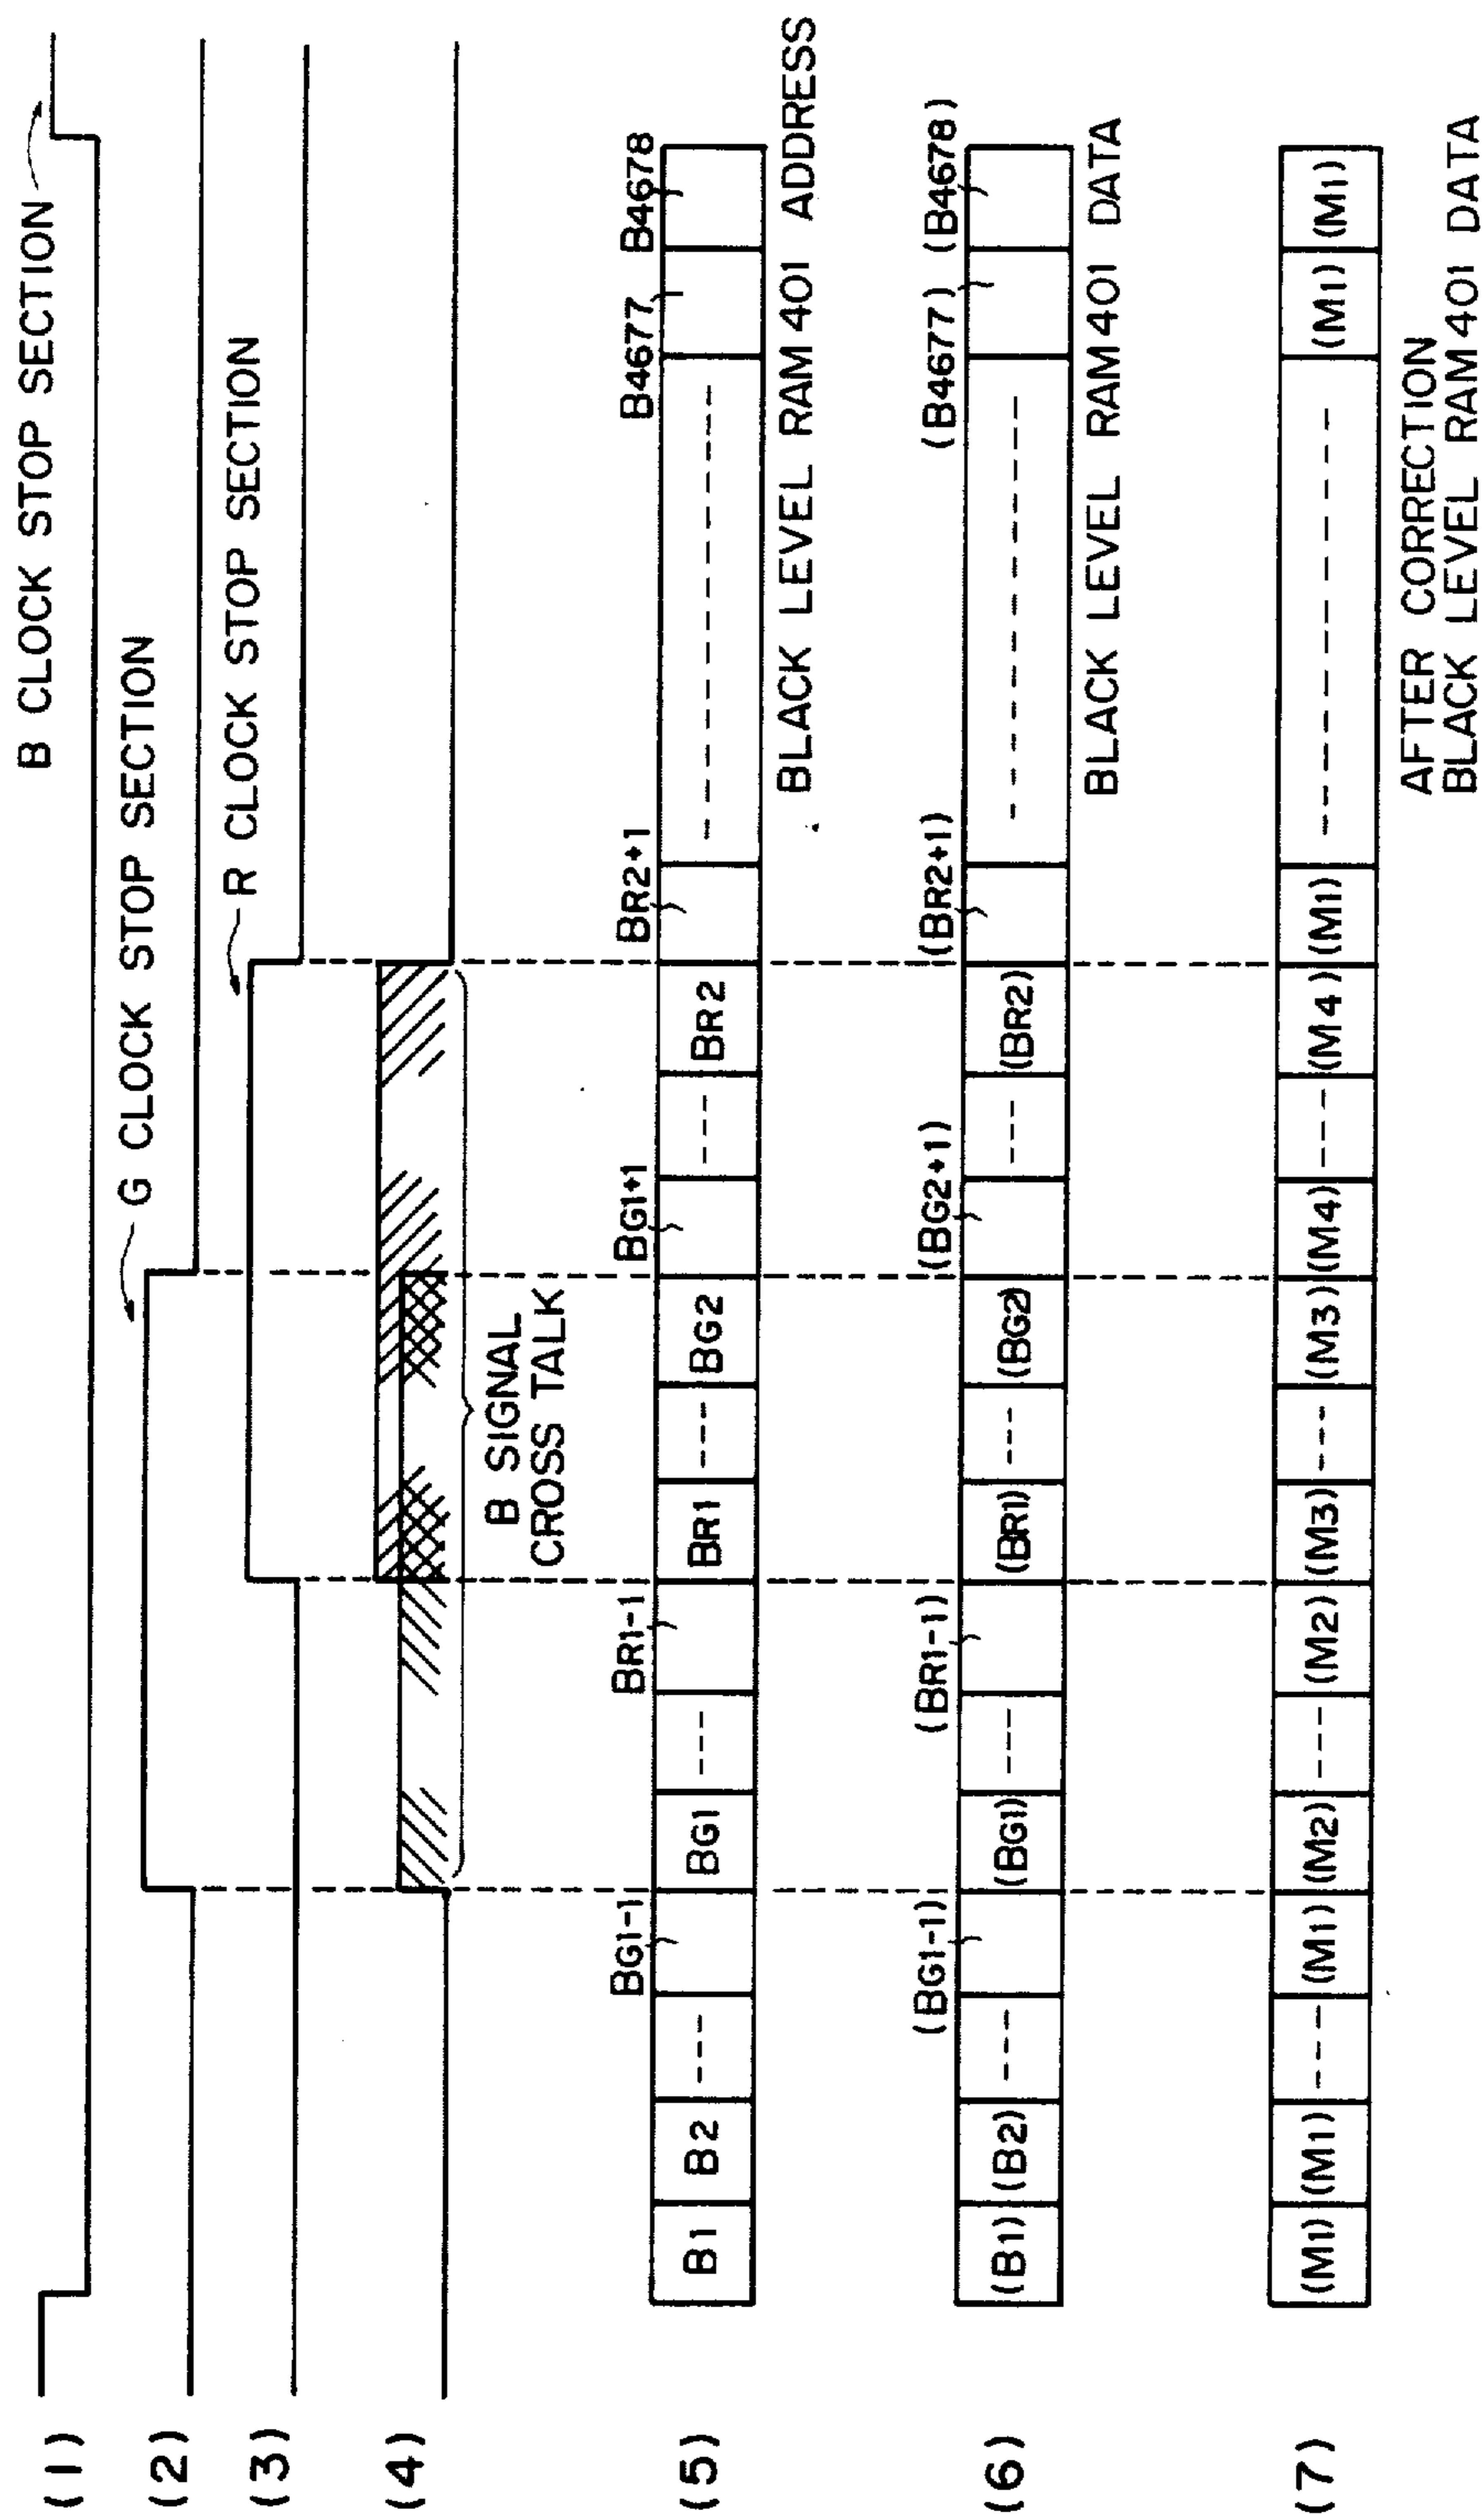 (1)
B CLOCK STOP SECTION
(2)
G CLOCK STOP SECTION
(3)
R CLOCK STOP SECTION
(4)
B SIGNAL
CROSS TALK
(5)
BG1-1
BR1-1
BG1+1
BR2+1
B4677
B4678
B1
B2
---
BG1
---
BR1
---
BG2
---
BR2
BLACK LEVEL RAM 401 ADDRESS
(6)
(BG1-1)
(BR1-1)
(BG2+1)
(BR2+1)
(B4677)
(B4678)
(B1)
(B2)
---
(BG1)
---
(BR1)
---
(BG2)
---
(BR2)
BLACK LEVEL RAM 401 DATA
(7)
(M1)
(M1)
---
(M1)
(M2)
---
(M2)
(M3)
---
(M3)
(M4)
---
(M4)
(M1)
(M1)
(M1)
AFTER CORRECTION
BLACK LEVEL RAM 401 DATA